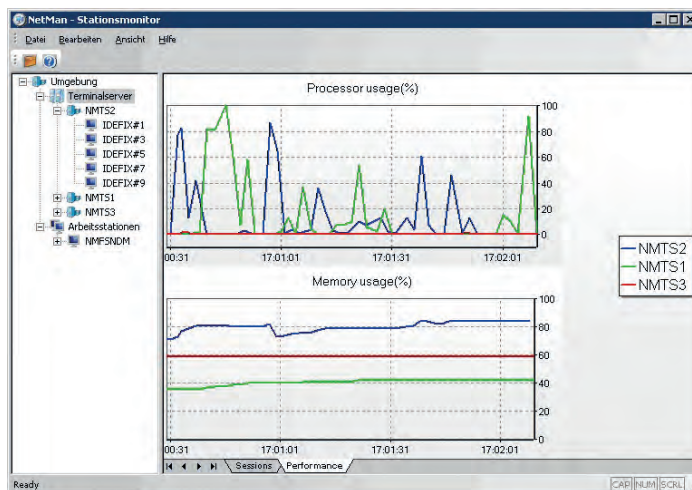 NetMan - Stationsmonitor
Datei Bearbeiten Ansicht Hilfe
Umgebung
Terminalserver
NMTS2
IDEFIX#1
IDEFIX#3
IDEFIX#5
IDEFIX#7
IDEFIX#9
NMTS1
NMTS3
Arbeitsstationen
NMFSNDM
Processor usage(%)
100
80
60
40
20
0
00:31 17:01:01 17:01:31 17:02:01
NMTS2
NMTS1
NMTS3
Memory usage(%)
100
80
60
40
20
0
00:31 17:01:01 17:01:31 17:02:01
Sessions Performance
Ready CAP NUM SCRL